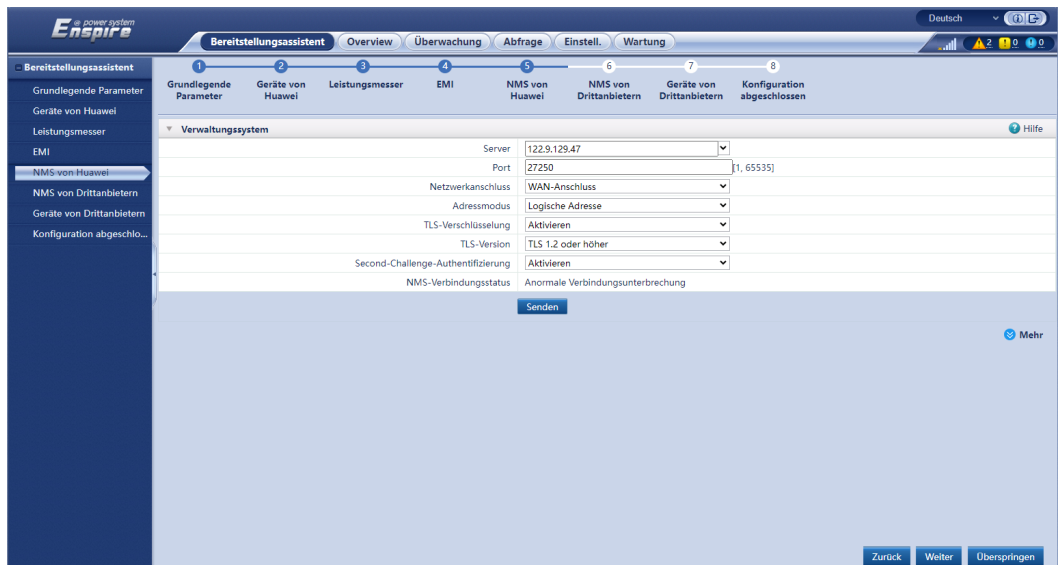 Enspire e power system
Deutsch
Bereitstellungsassistent Overview Überwachung Abfrage Einstell. Wartung
2 0 0
Bereitstellungsassistent
Grundlegende Parameter
Geräte von Huawei
Leistungsmesser
EMI
NMS von Huawei
NMS von Drittanbietern
Geräte von Drittanbietern
Konfiguration abgeschlo...
1 2 3 4 5 6 7 8
Grundlegende Parameter
Geräte von Huawei
Leistungsmesser
EMI
NMS von Huawei
NMS von Drittanbietern
Geräte von Drittanbietern
Konfiguration abgeschlossen
Verwaltungssystem
Hilfe
Server 122.9.129.47
Port 27250 [1, 65535]
Netzwerkanschluss WAN-Anschluss
Adressmodus Logische Adresse
TLS-Verschlüsselung Aktivieren
TLS-Version TLS 1.2 oder höher
Second-Challenge-Authentifizierung Aktivieren
NMS-Verbindungsstatus Anormale Verbindungsunterbrechung
Senden
Mehr
Zurück Weiter Überspringen